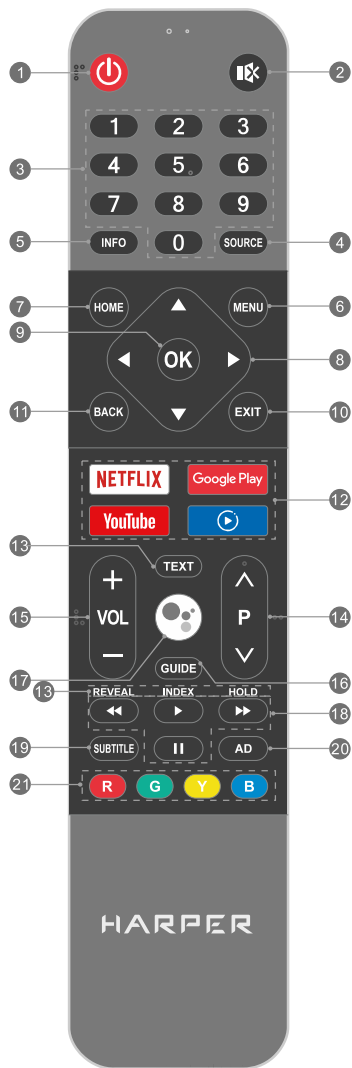 1 2
1 2 3
3
4 5 6
7 8 9
5 INFO 0 SOURCE 4
7 HOME MENU 6
9
OK 8
11 BACK EXIT 10
NETFLIX Google Play
12
YouTube
13 TEXT
+
15 VOL P 14
−
17 GUIDE 16
13 REVEAL INDEX HOLD
18
19 SUBTITLE AD 20
21 R G Y B
HARPER